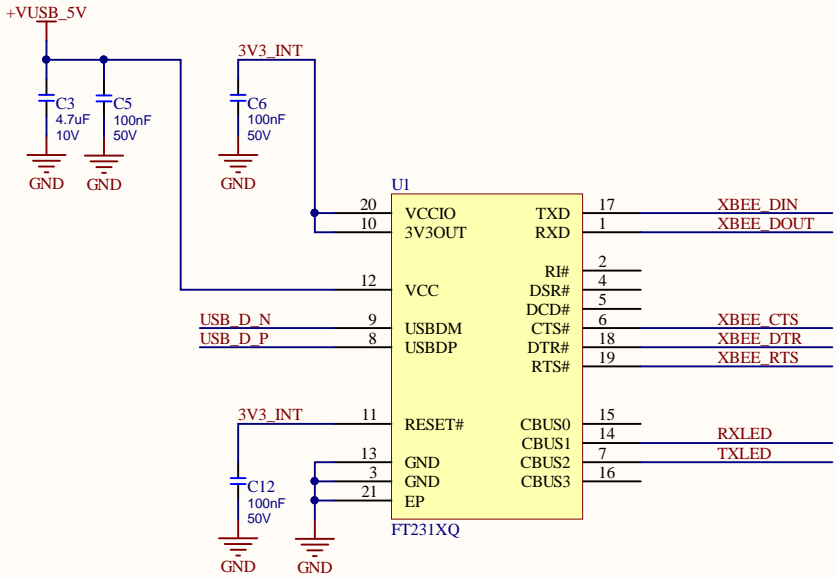 +VUSB_5V
3V3_INT
C3
4.7uF
10V
C5
100nF
50V
C6
100nF
50V
GND
GND
GND
U1
20
VCCIO
TXD
17
XBEE_DIN
10
3V3OUT
RXD
1
XBEE_DOUT
RI#
2
12
VCC
DSR#
4
DCD#
5
USB_D_N
9
USBDM
CTS#
6
XBEE_CTS
USB_D_P
8
USBDP
DTR#
18
XBEE_DTR
RTS#
19
XBEE_RTS
3V3_INT
11
RESET#
CBUS0
15
CBUS1
14
RXLED
13
GND
CBUS2
7
TXLED
3
GND
CBUS3
16
21
EP
C12
100nF
50V
FT231XQ
GND
GND